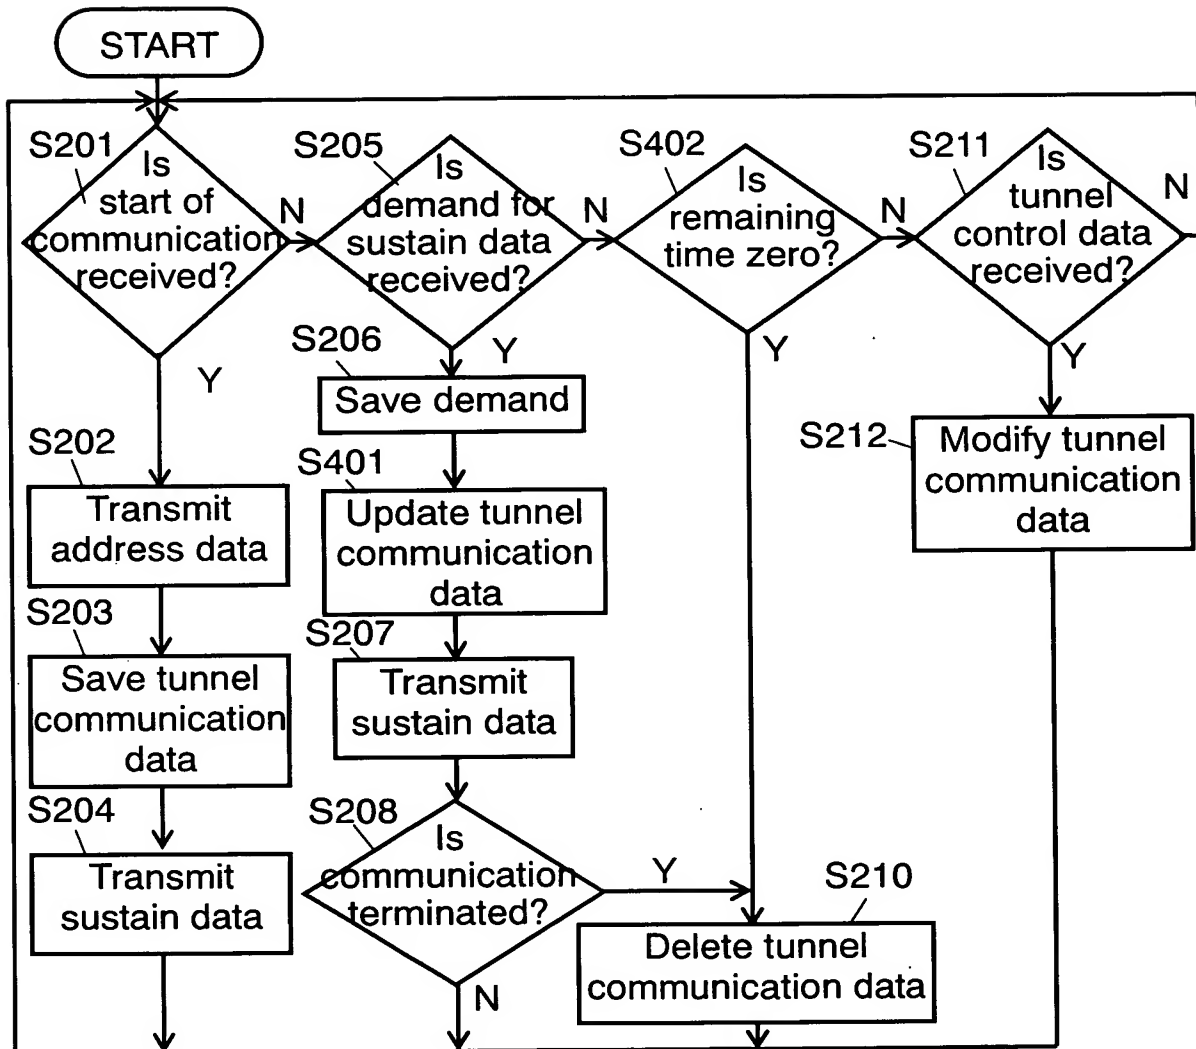 START
S201
Is
start of
communication
received?
N
Y
S205
Is
demand for
sustain data
received?
N
Y
S402
Is
remaining
time zero?
N
Y
S211
Is
tunnel
control data
received?
N
Y
S206
Save demand
S212
Modify tunnel
communication
data
S202
Transmit
address data
S401
Update tunnel
communication
data
S203
Save tunnel
communication
data
S207
Transmit
sustain data
S204
Transmit
sustain data
S208
Is
communication
terminated?
Y
N
S210
Delete tunnel
communication data